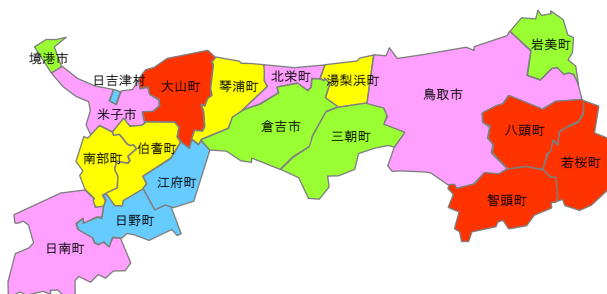 岩美町
境港市
日吉津村
大山町
琴浦町
北栄町
湯梨浜町
鳥取市
米子市
倉吉市
三朝町
八頭町
伯耆町
南部町
若桜町
江府町
智頭町
日野町
日南町